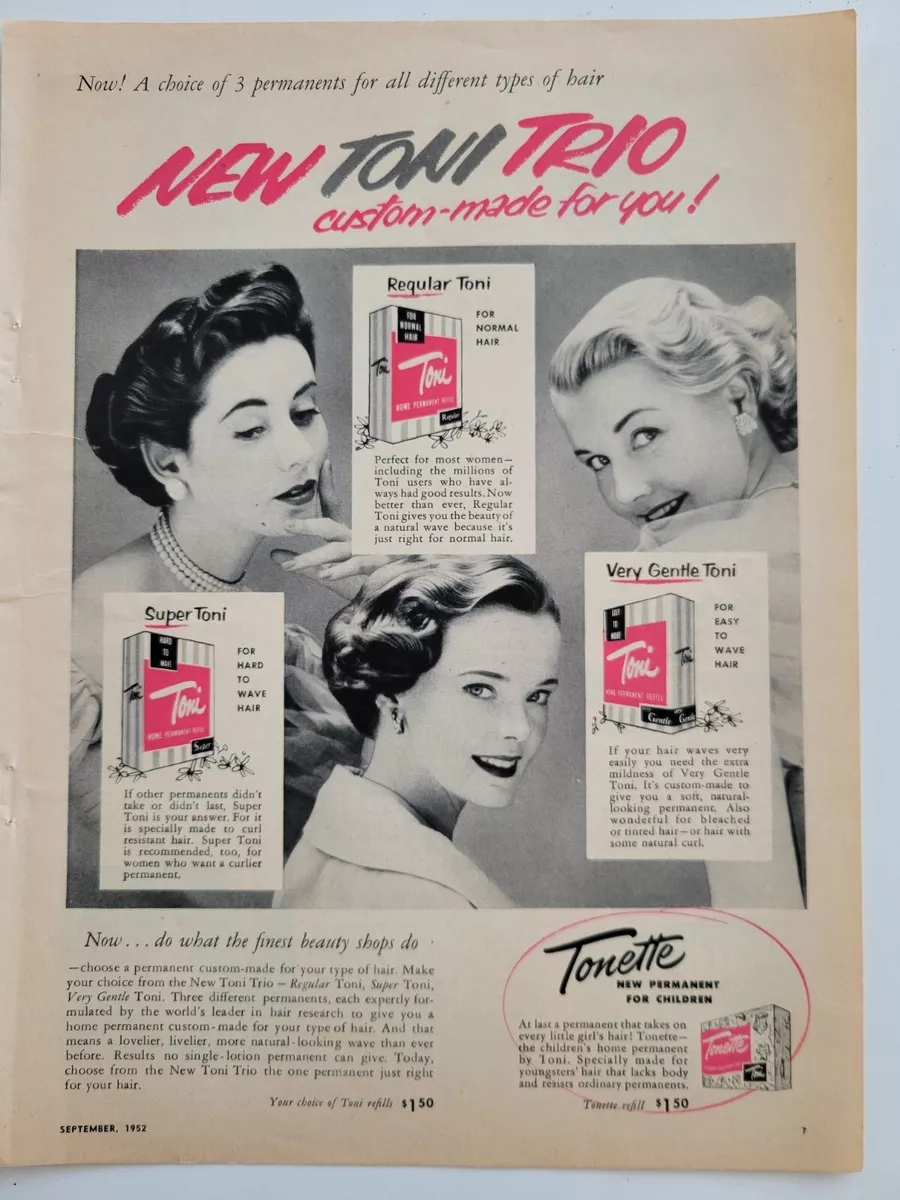 Now! A choice of 3 permanents for all different types of hair
NEW TONI TRIO
custom-made for you!
Regular Toni
FOR
NORMAL
HAIR
FOR
NORMAL
HAIR
Toni
Toni
HOME PERMANENT REFILL
Regular
Perfect for most women—
including the millions of
Toni users who have al-
ways had good results. Now
better than ever, Regular
Toni gives you the beauty of
a natural wave because it's
just right for normal hair.
Super Toni
HARD
TO
WAVE
FOR
HARD
TO
WAVE
HAIR
Toni
Toni
HOME PERMANENT REFILL
Super
If other permanents didn't
take or didn't last, Super
Toni is your answer. For it
is specially made to curl
resistant hair. Super Toni
is recommended, too, for
women who want a curlier
permanent.
Very Gentle Toni
EASY
TO
WAVE
FOR
EASY
TO
WAVE
HAIR
Toni
Toni
HOME PERMANENT REFILL
Gentle
Gentle
If your hair waves very
easily you need the extra
mildness of Very Gentle
Toni. It's custom-made to
give you a soft, natural-
looking permanent. Also
wonderful for bleached
or tinted hair—or hair with
some natural curl.
Now... do what the finest beauty shops do
—choose a permanent custom-made for your type of hair. Make
your choice from the New Toni Trio — Regular Toni, Super Toni,
Very Gentle Toni. Three different permanents, each expertly for-
mulated by the world's leader in hair research to give you a
home permanent custom-made for your type of hair. And that
means a lovelier, livelier, more natural-looking wave than ever
before. Results no single-lotion permanent can give. Today,
choose from the New Toni Trio the one permanent just right
for your hair.
Your choice of Toni refills $1 50
Tonette
NEW PERMANENT
FOR CHILDREN
At last a permanent that takes on
every little girl's hair! Tonette—
the children's home permanent
by Toni. Specially made for
youngsters' hair that lacks body
and resists ordinary permanents.
Tonette
Toni
Tonette refill $1 50
SEPTEMBER, 1952
7